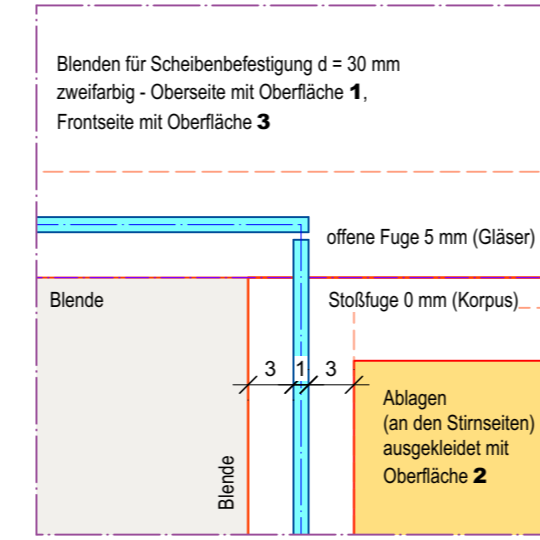 Blenden für Scheibenbefestigung d = 30 mm
zweifarbig - Oberseite mit Oberfläche 1,
Frontseite mit Oberfläche 3
offene Fuge 5 mm (Gläser)
Blende
Stoßfuge 0 mm (Korpus)
3 1 3
Ablagen
(an den Stirnseiten)
ausgekleidet mit
Oberfläche 2
Blende